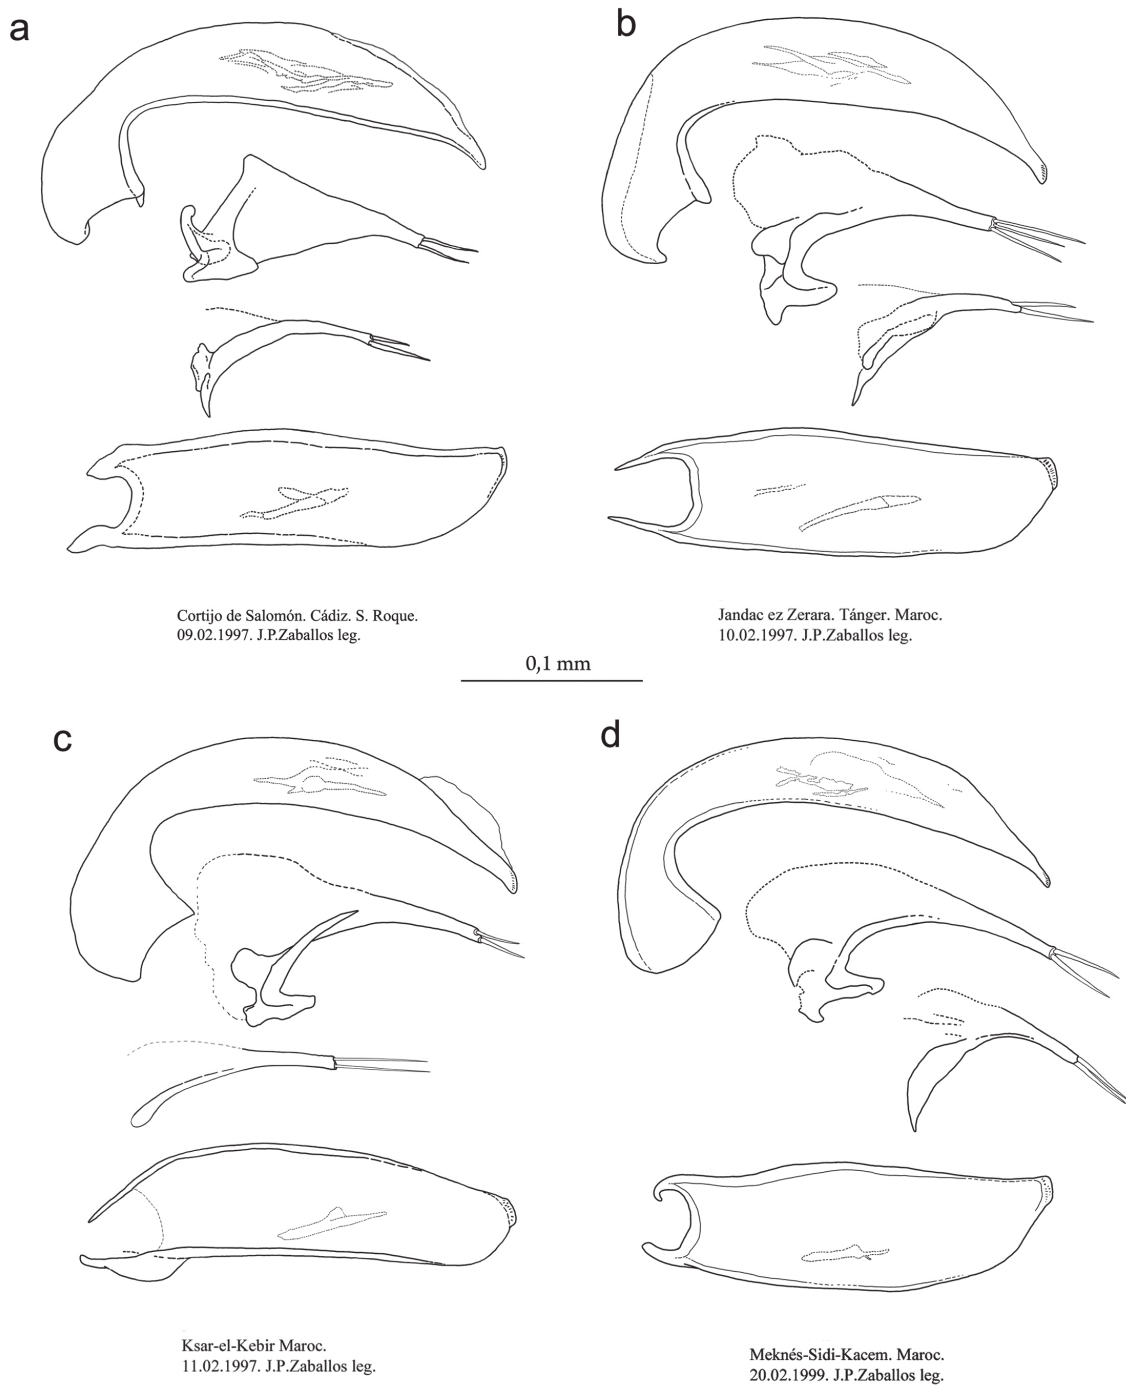 a
b
Cortijo de Salomón. Cádiz. S. Roque.
09.02.1997. J.P.Zaballos leg.
Jandac ez Zerara. Tánger. Maroc.
10.02.1997. J.P.Zaballos leg.
0,1 mm
c
d
Ksar-el-Kebir Maroc.
11.02.1997. J.P.Zaballos leg.
Meknés-Sidi-Kacem. Maroc.
20.02.1999. J.P.Zaballos leg.